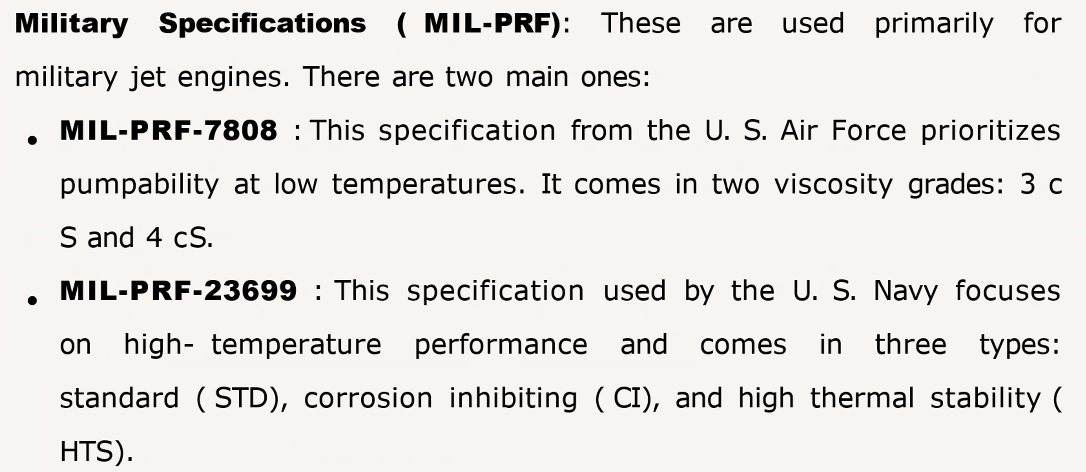 Military Specifications ( MIL-PRF): These are used primarily for
military jet engines. There are two main ones:
• MIL-PRF-7808 : This specification from the U. S. Air Force prioritizes
pumpability at low temperatures. It comes in two viscosity grades: 3 c
S and 4 cS.
• MIL-PRF-23699 : This specification used by the U. S. Navy focuses
on high- temperature performance and comes in three types:
standard ( STD), corrosion inhibiting ( CI), and high thermal stability (
HTS).